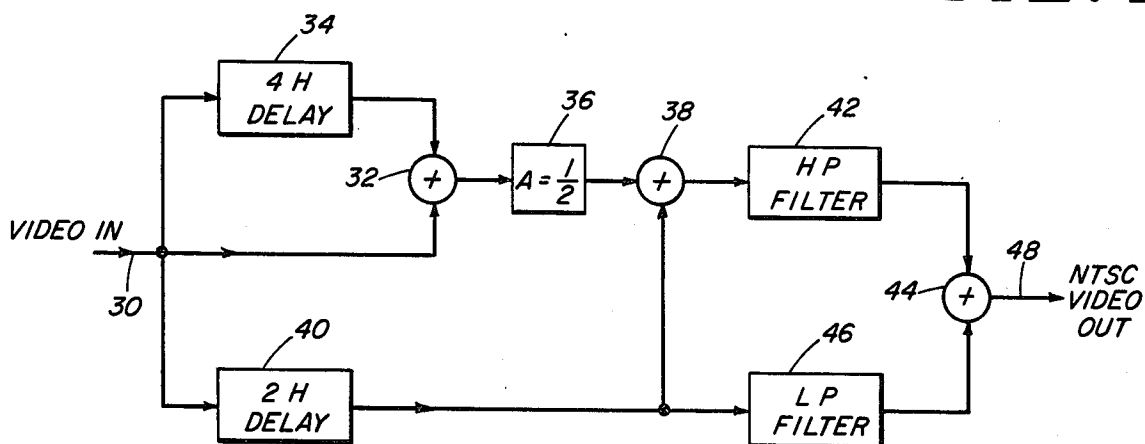 34
4 H
DELAY
32
+
36
A = 1/2
38
+
42
H P
FILTER
VIDEO IN
30
40
2 H
DELAY
46
L P
FILTER
44
+
48
NTSC
VIDEO
OUT